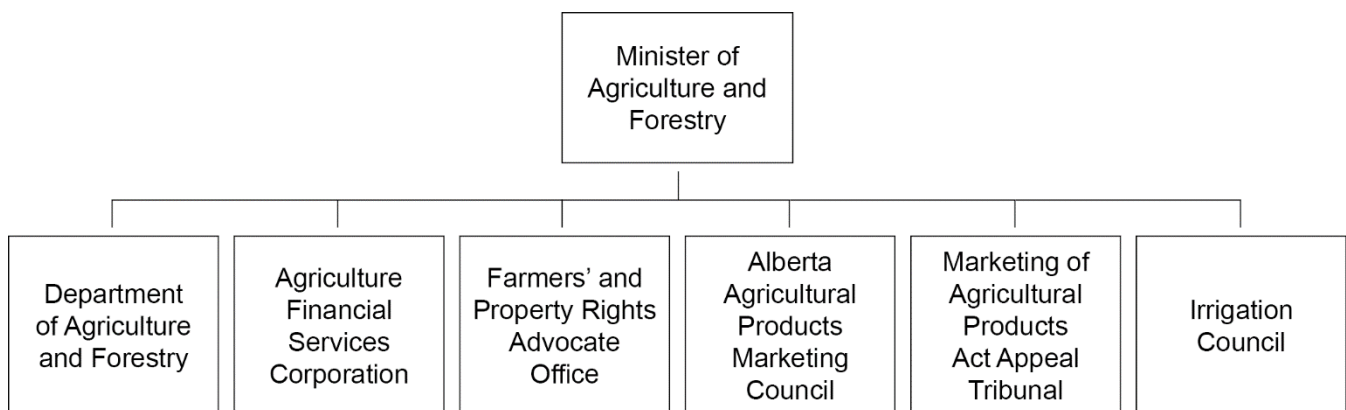 Minister of
Agriculture and
Forestry
Department
of Agriculture
and Forestry
Agriculture
Financial
Services
Corporation
Farmers’ and
Property Rights
Advocate
Office
Alberta
Agricultural
Products
Marketing
Council
Marketing of
Agricultural
Products
Act Appeal
Tribunal
Irrigation
Council